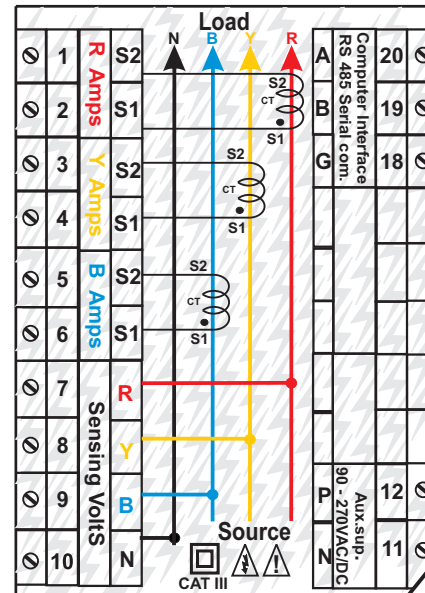 Load
N B Y R
1 S2
2 S1
R Amps
3 S2
4 S1
Y Amps
5 S2
6 S1
B Amps
7 R
8 Y
9 B
10 N
Sensing VoltS
S2
CT
S1
S2
CT
S1
S2
CT
S1
Source
CAT III
A 20
B 19
G 18
Computer Interface
RS 485 Serial com.
P 12
N 11
Aux.sup.
90 - 270VAC/DC